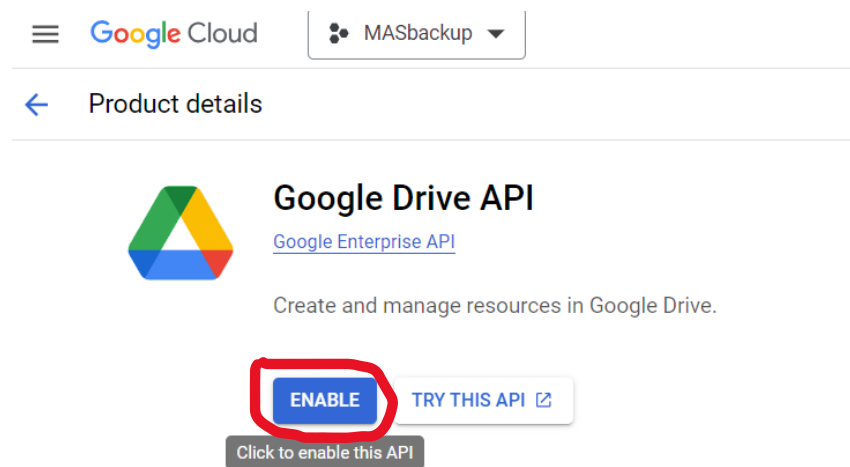 Google Cloud
MASbackup
Product details
Google Drive API
Google Enterprise API
Create and manage resources in Google Drive.
ENABLE
TRY THIS API
Click to enable this API